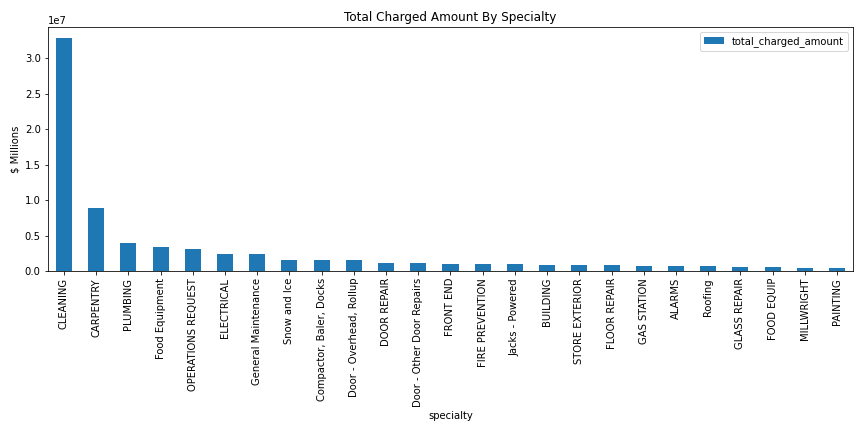 Total Charged Amount By Specialty
1e7
total_charged_amount
3.0
2.5
2.0
1.5
1.0
0.5
0.0
$ Millions
CLEANING
CARPENTRY
PLUMBING
Food Equipment
OPERATIONS REQUEST
ELECTRICAL
General Maintenance
Snow and Ice
Compactor, Baler, Docks
Door - Overhead, Rollup
DOOR REPAIR
Door - Other Door Repairs
FRONT END
FIRE PREVENTION
Jacks - Powered
BUILDING
STORE EXTERIOR
FLOOR REPAIR
GAS STATION
ALARMS
Roofing
GLASS REPAIR
FOOD EQUIP
MILLWRIGHT
PAINTING
specialty